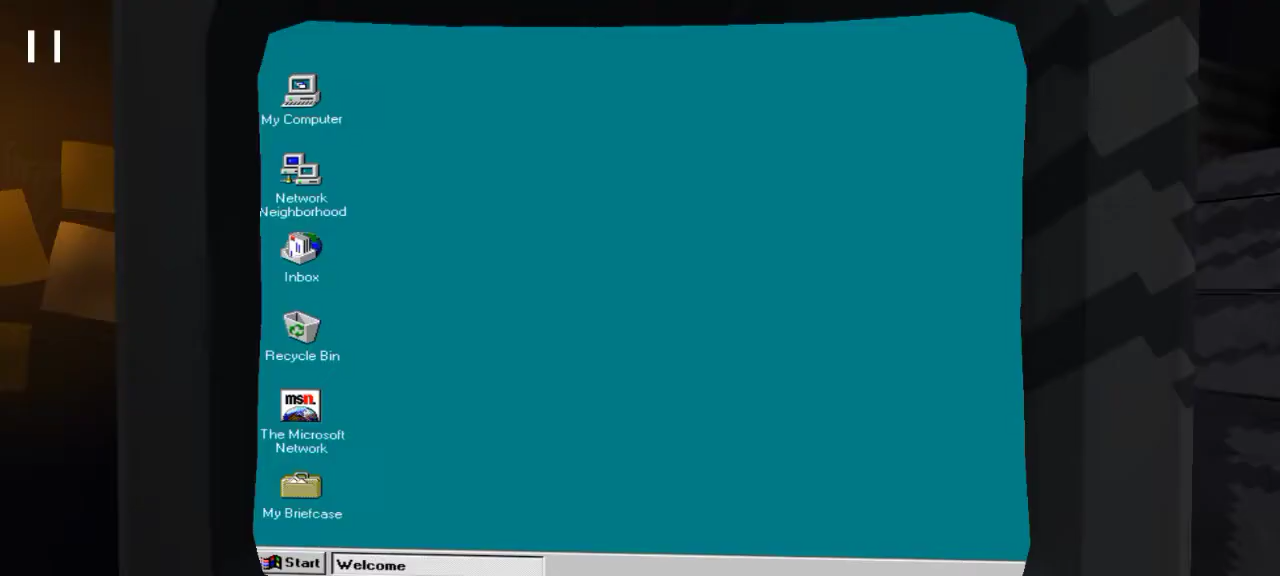 My Computer
Network
Neighborhood
Inbox
Recycle Bin
msn.
The Microsoft
Network
My Briefcase
Start
Welcome